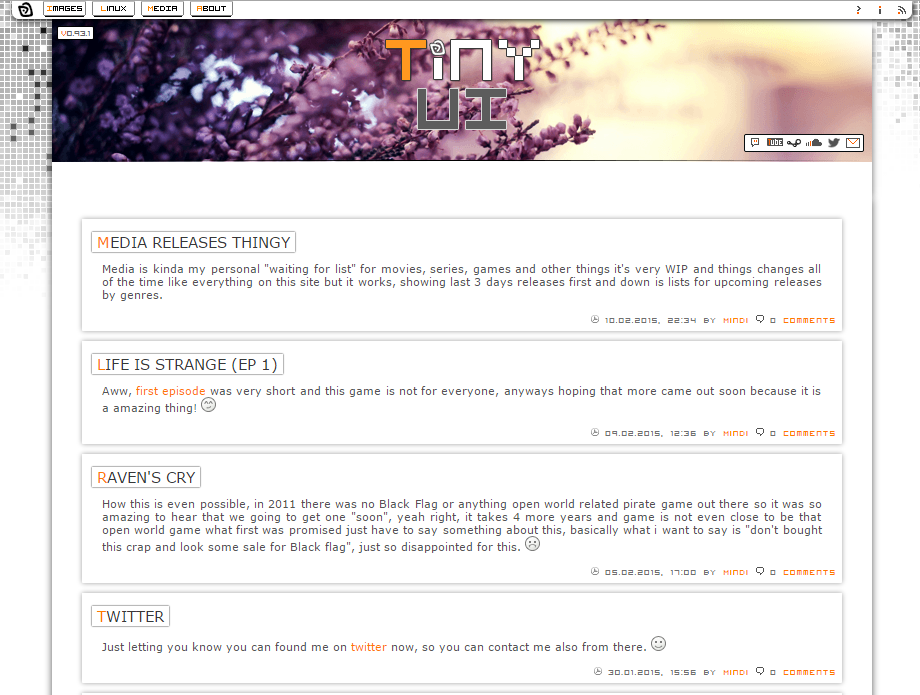 IMAGES LINUX MEDIA ABOUT
V0.93.1
TINY
UI
MEDIA RELEASES THINGY
Media is kinda my personal "waiting for list" for movies, series, games and other things it's very WIP and things changes all
of the time like everything on this site but it works, showing last 3 days releases first and down is lists for upcoming releases
by genres.
10.02.2015, 22:34 BY MINDI 0 COMMENTS
LIFE IS STRANGE (EP 1)
Aww, first episode was very short and this game is not for everyone, anyways hoping that more came out soon because it is
a amazing thing!
09.02.2015, 12:36 BY MINDI 0 COMMENTS
RAVEN'S CRY
How this is even possible, in 2011 there was no Black Flag or anything open world related pirate game out there so it was so
amazing to hear that we going to get one "soon", yeah right, it takes 4 more years and game is not even close to be that
open world game what first was promised just have to say something about this, basically what i want to say is "don't bought
this crap and look some sale for Black flag", just so disappointed for this.
05.02.2015, 17:00 BY MINDI 0 COMMENTS
TWITTER
Just letting you know you can found me on twitter now, so you can contact me also from there.
30.01.2015, 15:56 BY MINDI 0 COMMENTS